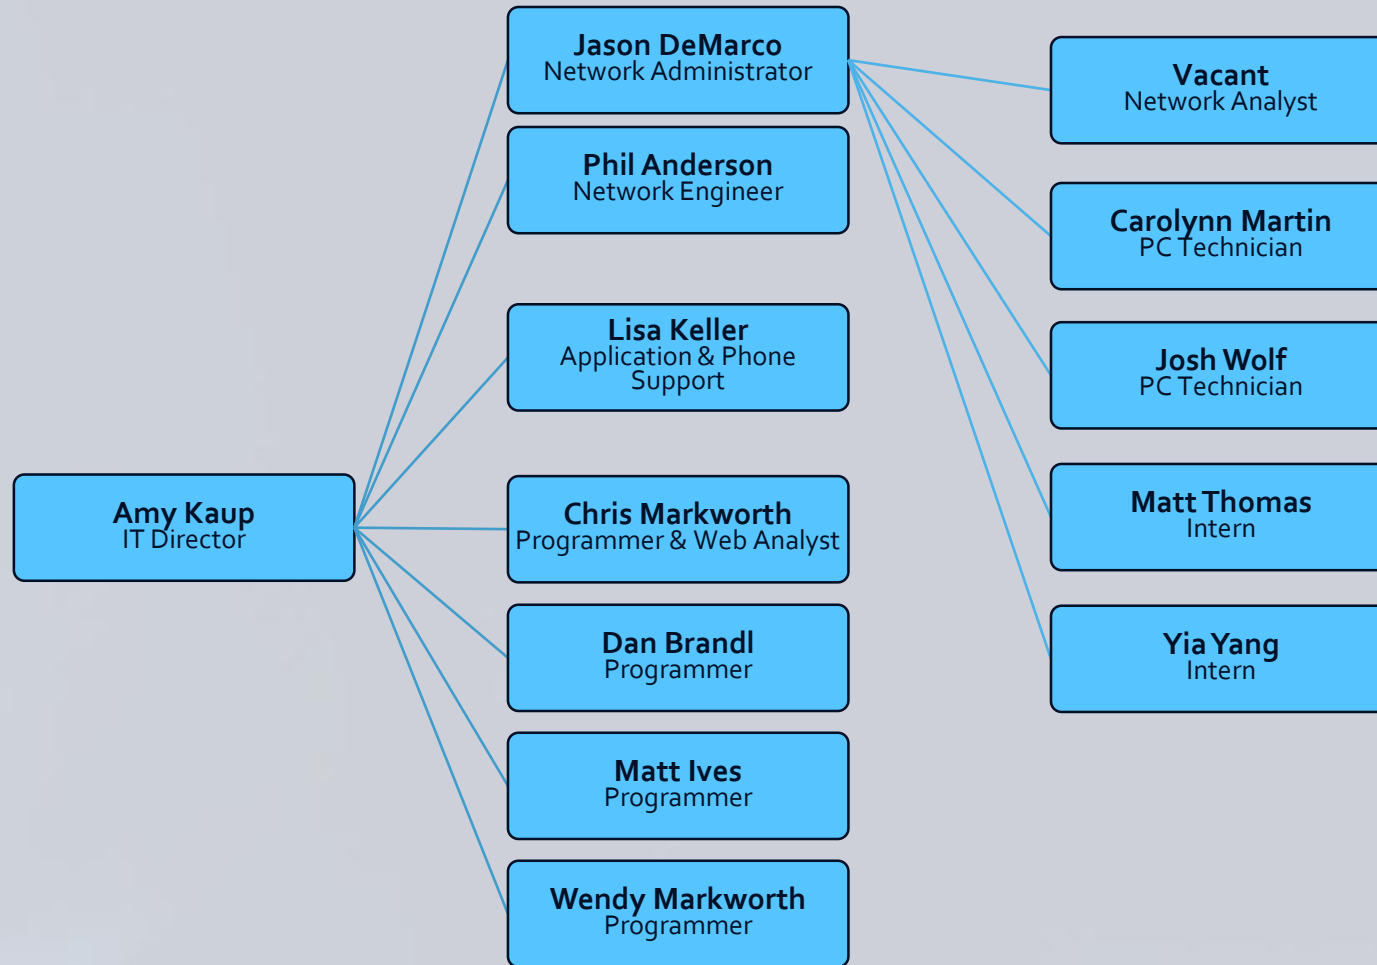 Amy Kaup
IT Director
Jason DeMarco
Network Administrator
Phil Anderson
Network Engineer
Lisa Keller
Application & Phone
Support
Chris Markworth
Programmer & Web Analyst
Dan Brandl
Programmer
Matt Ives
Programmer
Wendy Markworth
Programmer
Vacant
Network Analyst
Carolynn Martin
PC Technician
Josh Wolf
PC Technician
Matt Thomas
Intern
Yia Yang
Intern